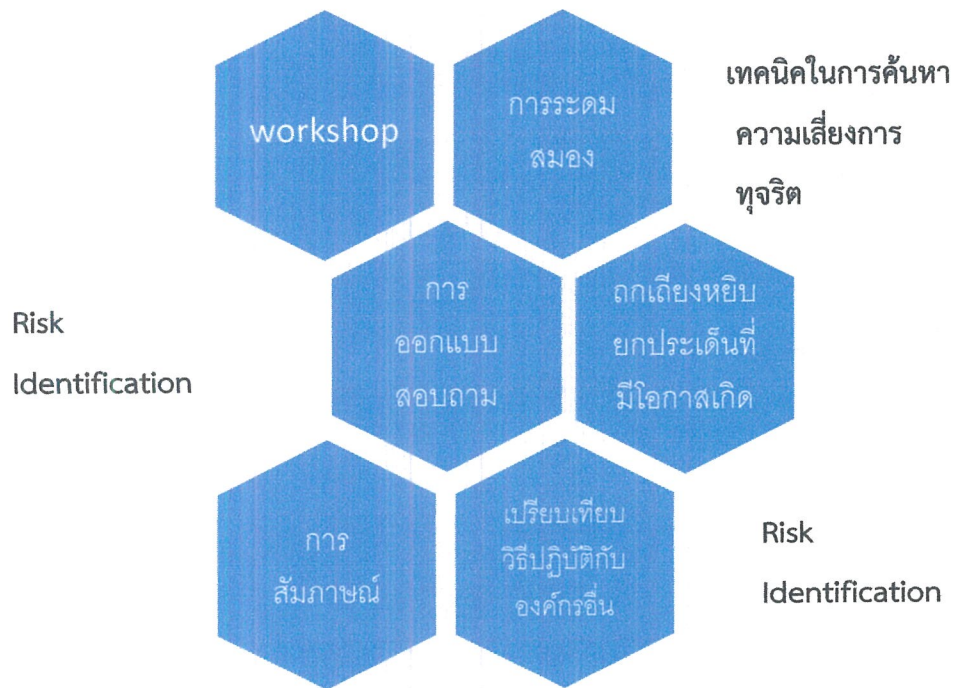 workshop
การระดม
สมอง
เทคนิคในการค้นหา
ความเสี่ยงการ
ทุจริต
Risk
Identification
การ
ออกแบบ
สอบถาม
ถกเถียงหยิบ
ยกประเด็นที่
มีโอกาสเกิด
การ
สัมภาษณ์
เปรียบเทียบ
วิธีปฏิบัติกับ
องค์กรอื่น
Risk
Identification